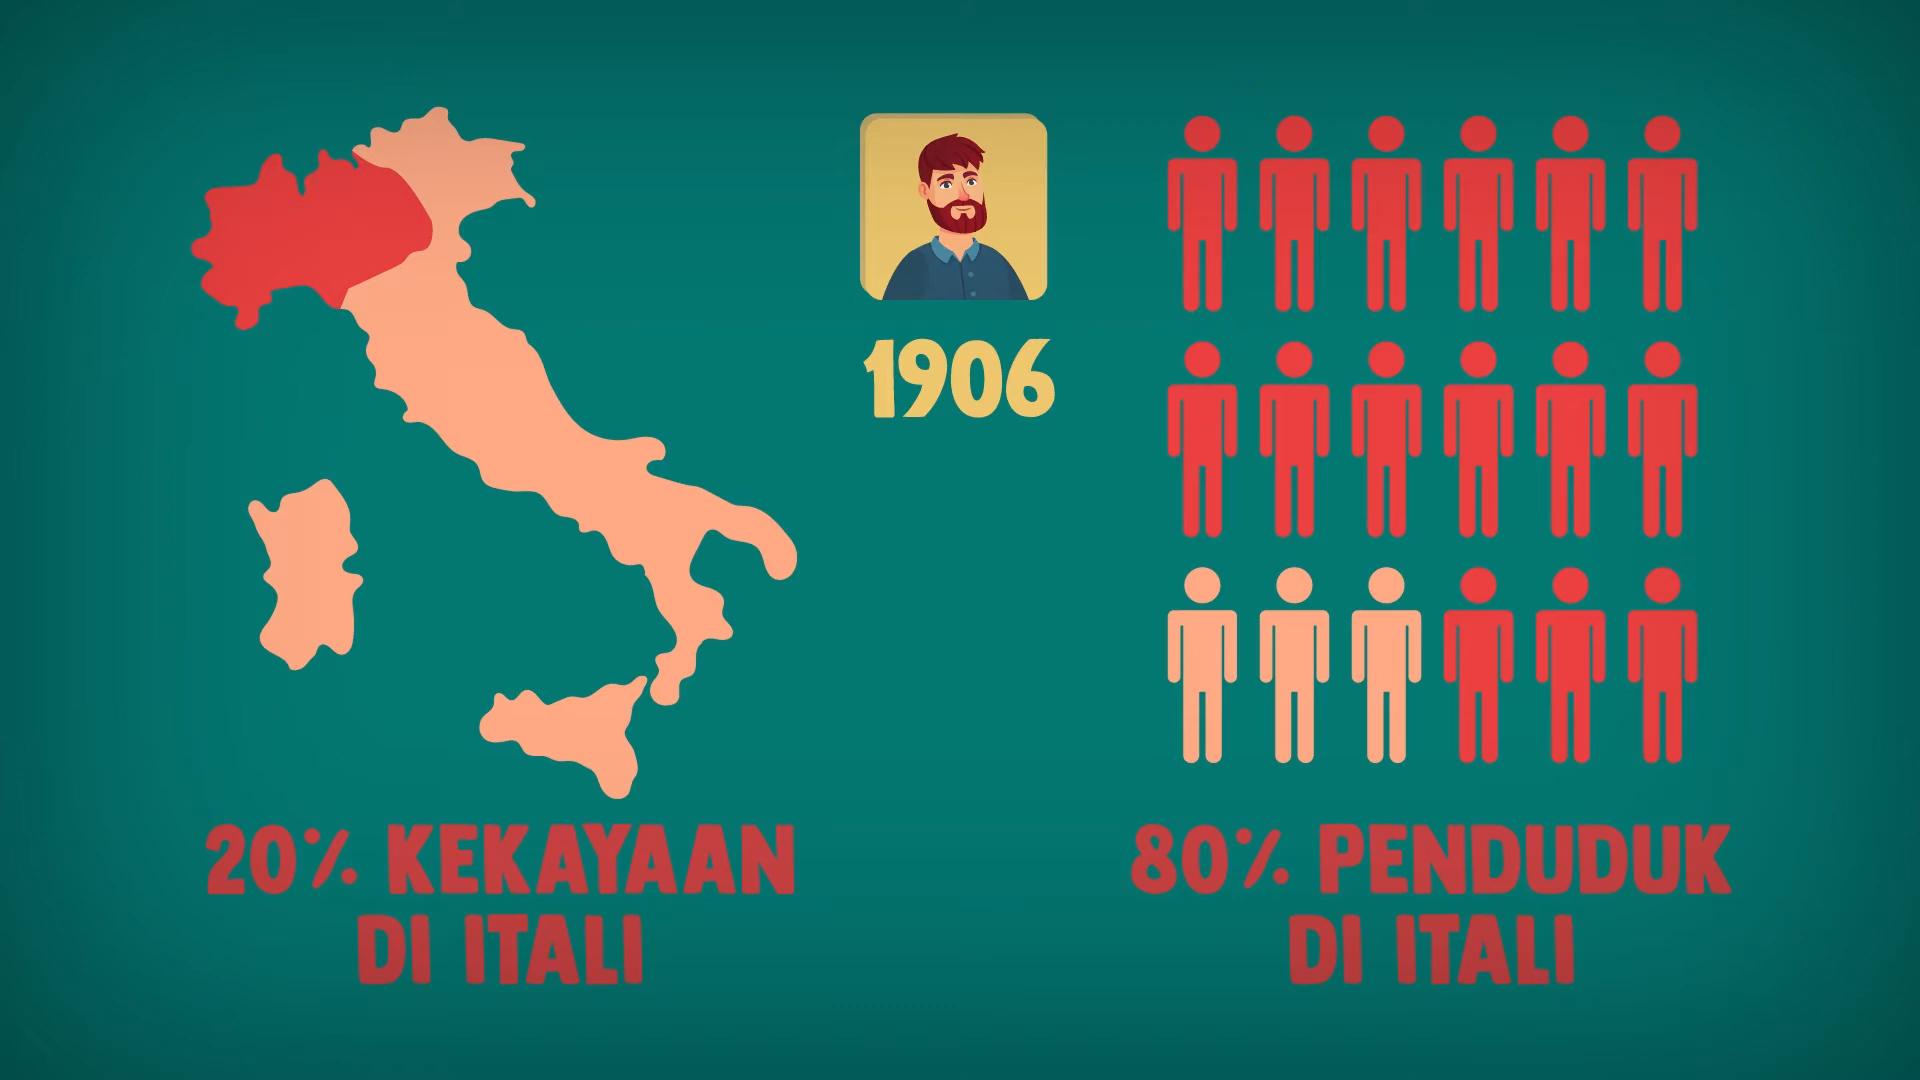 1906
20% KEKAYAAN
DI ITALI
80% PENDUDUK
DI ITALI